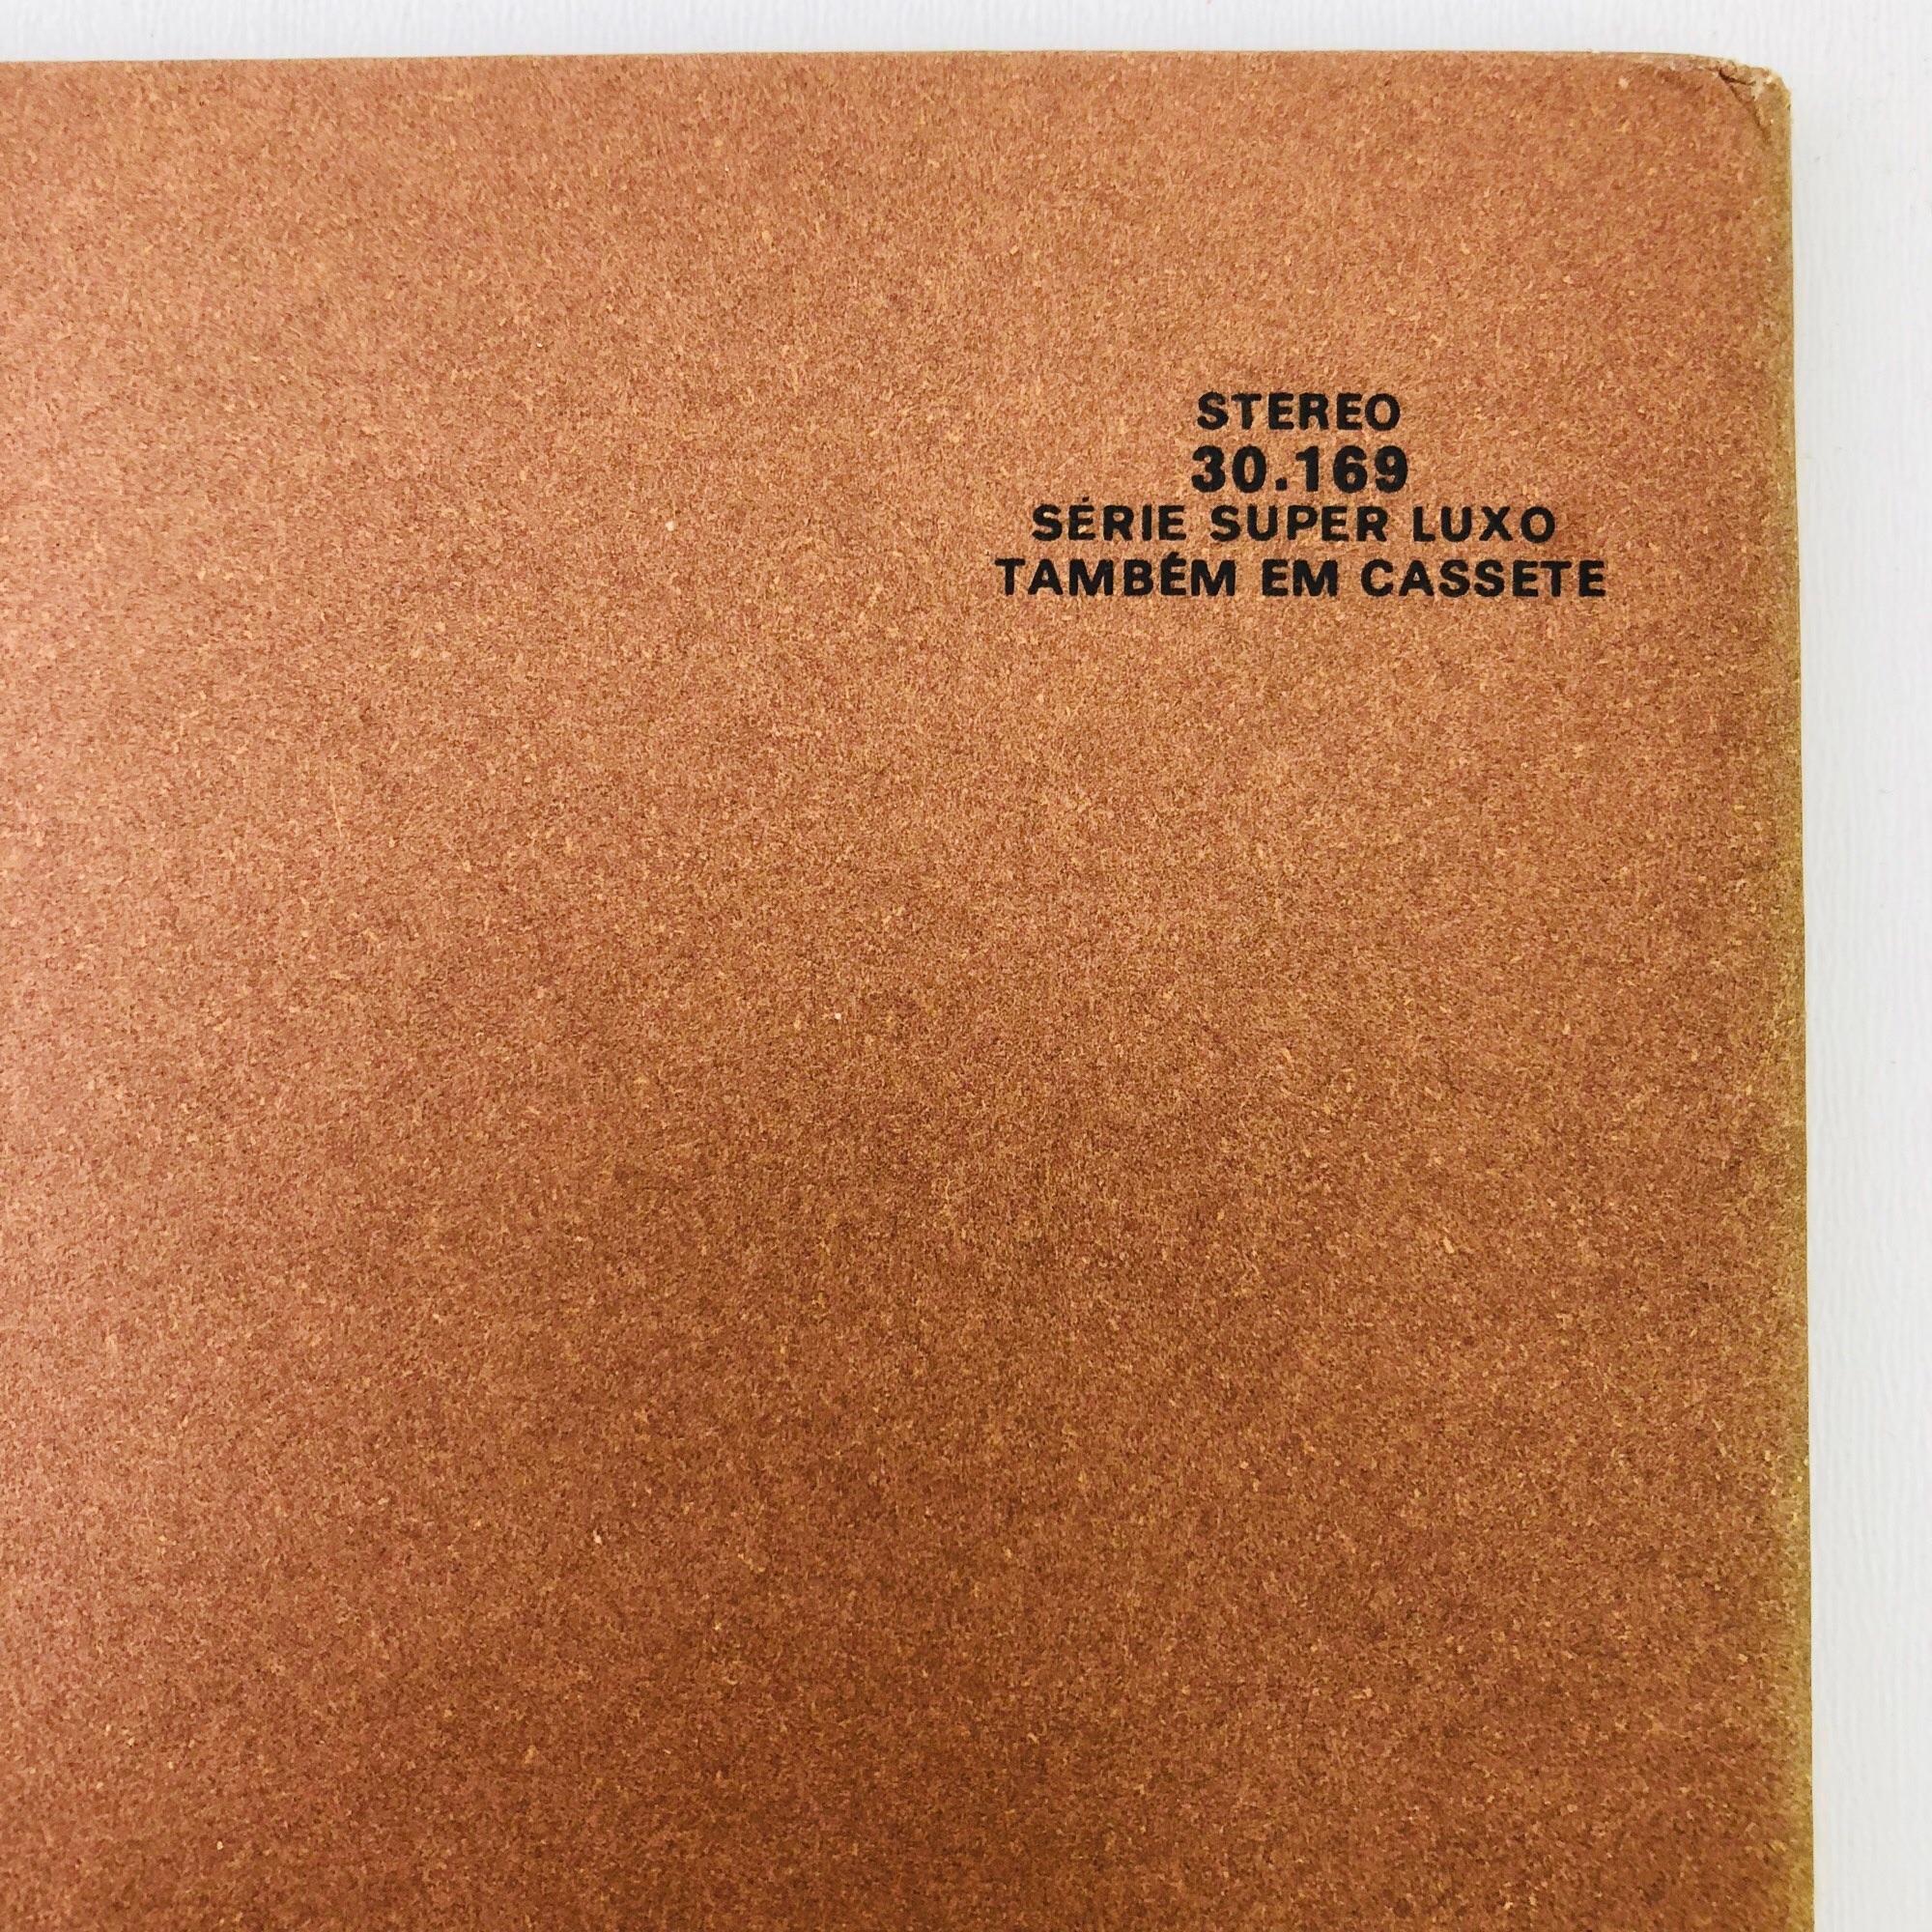 STEREO
30.169
SÉRIE SUPER LUXO
TAMBÉM EM CASSETE